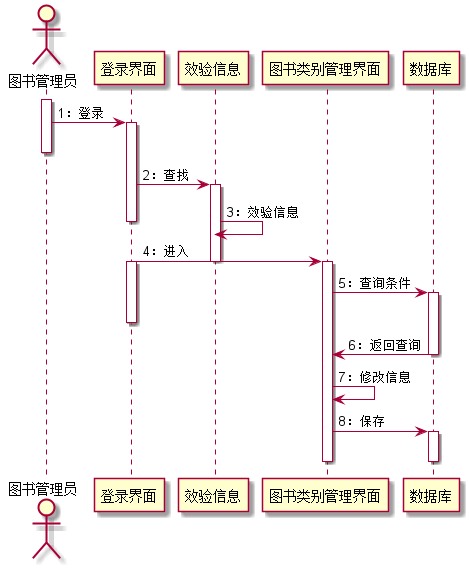 图书管理员
登录界面
效验信息
图书类别管理界面
数据库
1：登录
2：查找
3：效验信息
4：进入
5：查询条件
6：返回查询
7：修改信息
8：保存
图书管理员
登录界面
效验信息
图书类别管理界面
数据库